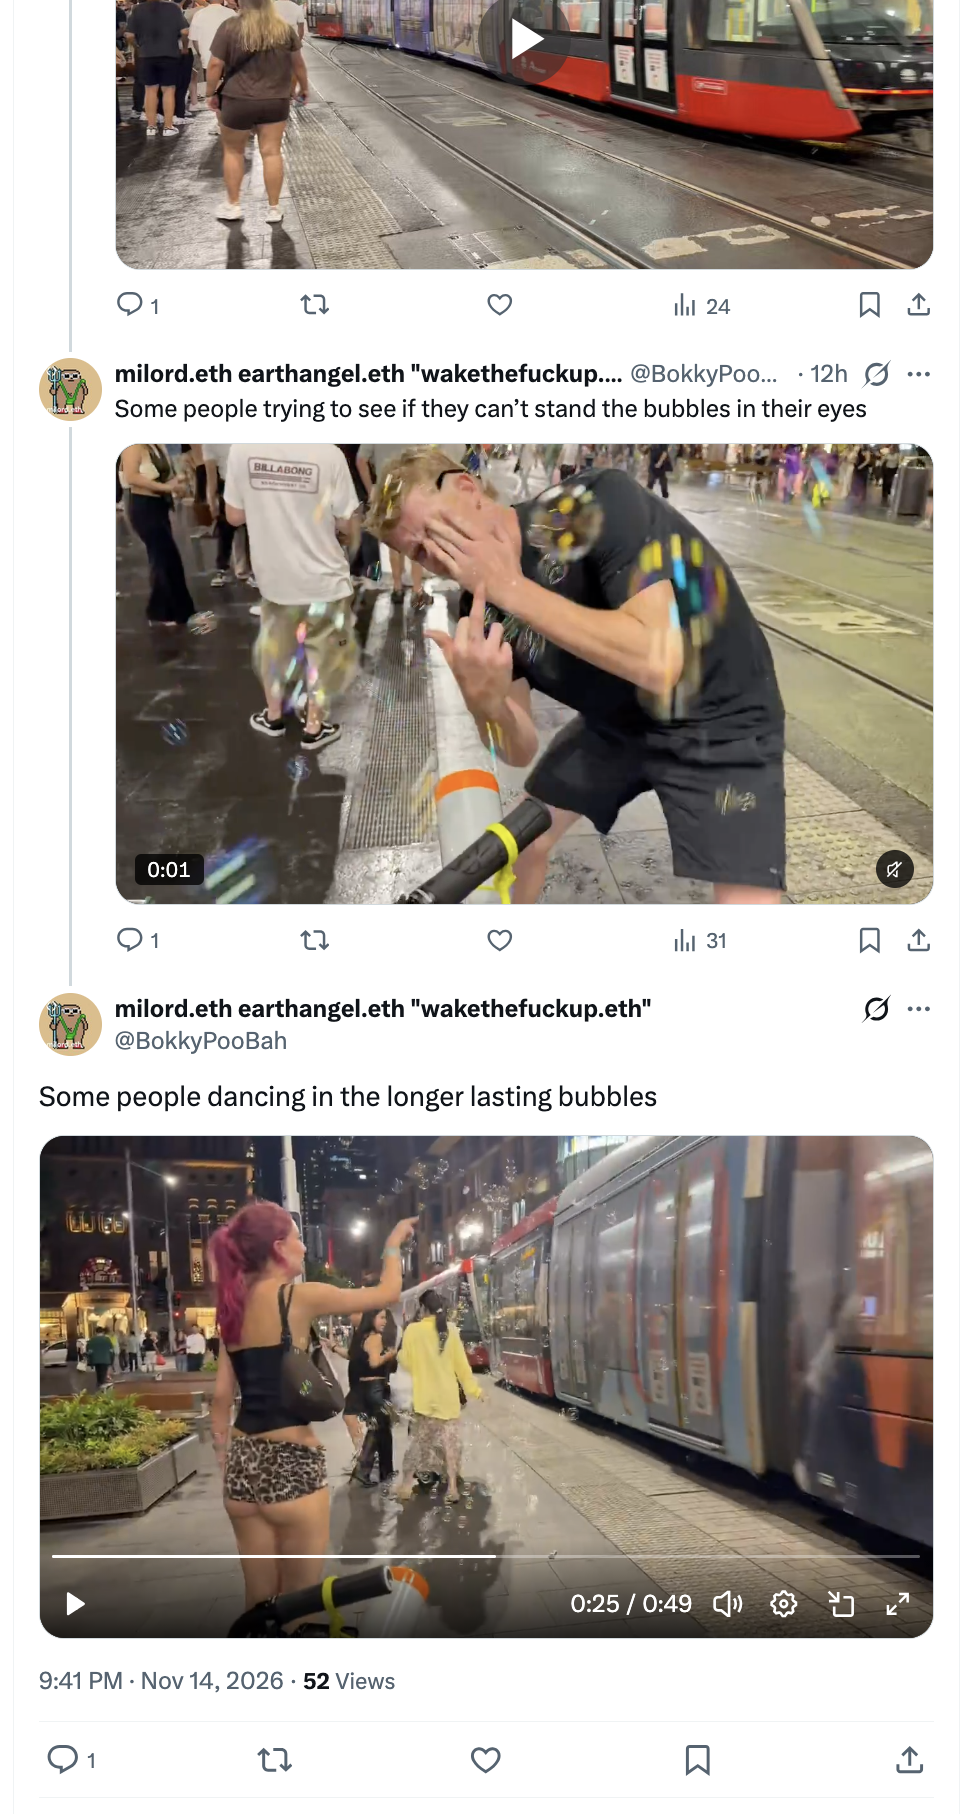 1
24
milord.eth earthangel.eth "wakethefuckup.... @BokkyPoo... · 12h
Some people trying to see if they can’t stand the bubbles in their eyes
BILLABONG
0:01
1
31
milord.eth earthangel.eth "wakethefuckup.eth"
@BokkyPooBah
Some people dancing in the longer lasting bubbles
0:25 / 0:49
9:41 PM · Nov 14, 2026 · 52 Views
1